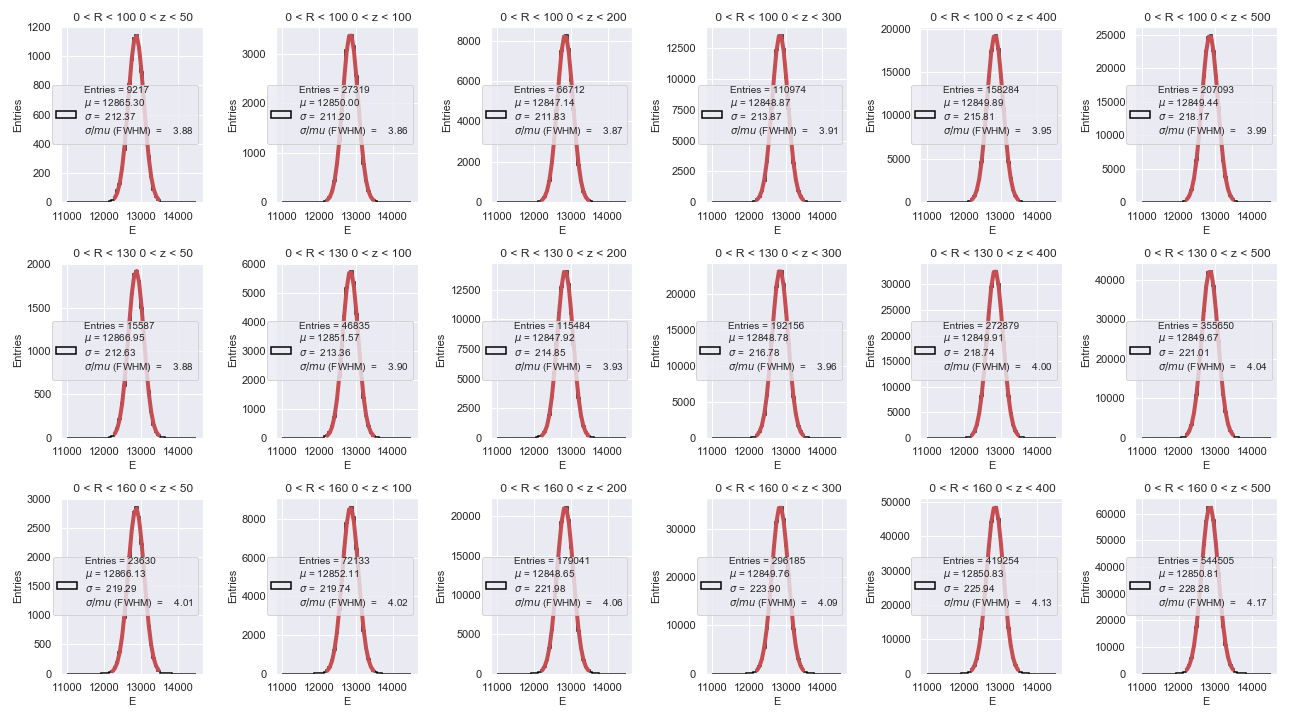 0 < R < 100 0 < z < 50
1200
1000
800
600
400
200
0
Entries
Entries = 9217
μ = 12865.30
σ = 212.37
σ/mu (FWHM) = 3.88
11000 12000 13000 14000
E
0 < R < 100 0 < z < 100
3000
2000
1000
0
Entries
Entries = 27319
μ = 12850.00
σ = 211.20
σ/mu (FWHM) = 3.86
11000 12000 13000 14000
E
0 < R < 100 0 < z < 200
8000
6000
4000
2000
0
Entries
Entries = 66712
μ = 12847.14
σ = 211.83
σ/mu (FWHM) = 3.87
11000 12000 13000 14000
E
0 < R < 100 0 < z < 300
12500
10000
7500
5000
2500
0
Entries
Entries = 110974
μ = 12848.87
σ = 213.87
σ/mu (FWHM) = 3.91
11000 12000 13000 14000
E
0 < R < 100 0 < z < 400
20000
15000
10000
5000
0
Entries
Entries = 158284
μ = 12849.89
σ = 215.81
σ/mu (FWHM) = 3.95
11000 12000 13000 14000
E
0 < R < 100 0 < z < 500
25000
20000
15000
10000
5000
0
Entries
Entries = 207093
μ = 12849.44
σ = 218.17
σ/mu (FWHM) = 3.99
11000 12000 13000 14000
E
0 < R < 130 0 < z < 50
2000
1500
1000
500
0
Entries
Entries = 15587
μ = 12866.95
σ = 212.63
σ/mu (FWHM) = 3.88
11000 12000 13000 14000
E
0 < R < 130 0 < z < 100
6000
5000
4000
3000
2000
1000
0
Entries
Entries = 46835
μ = 12851.57
σ = 213.36
σ/mu (FWHM) = 3.90
11000 12000 13000 14000
E
0 < R < 130 0 < z < 200
12500
10000
7500
5000
2500
0
Entries
Entries = 115484
μ = 12847.92
σ = 214.85
σ/mu (FWHM) = 3.93
11000 12000 13000 14000
E
0 < R < 130 0 < z < 300
20000
15000
10000
5000
0
Entries
Entries = 192156
μ = 12848.78
σ = 216.78
σ/mu (FWHM) = 3.96
11000 12000 13000 14000
E
0 < R < 130 0 < z < 400
30000
25000
20000
15000
10000
5000
0
Entries
Entries = 272879
μ = 12849.91
σ = 218.74
σ/mu (FWHM) = 4.00
11000 12000 13000 14000
E
0 < R < 130 0 < z < 500
40000
30000
20000
10000
0
Entries
Entries = 355650
μ = 12849.67
σ = 221.01
σ/mu (FWHM) = 4.04
11000 12000 13000 14000
E
0 < R < 160 0 < z < 50
3000
2500
2000
1500
1000
500
0
Entries
Entries = 23630
μ = 12866.13
σ = 219.29
σ/mu (FWHM) = 4.01
11000 12000 13000 14000
E
0 < R < 160 0 < z < 100
8000
6000
4000
2000
0
Entries
Entries = 72133
μ = 12852.11
σ = 219.74
σ/mu (FWHM) = 4.02
11000 12000 13000 14000
E
0 < R < 160 0 < z < 200
20000
15000
10000
5000
0
Entries
Entries = 179041
μ = 12848.65
σ = 221.98
σ/mu (FWHM) = 4.06
11000 12000 13000 14000
E
0 < R < 160 0 < z < 300
30000
20000
10000
0
Entries
Entries = 296185
μ = 12849.76
σ = 223.90
σ/mu (FWHM) = 4.09
11000 12000 13000 14000
E
0 < R < 160 0 < z < 400
50000
40000
30000
20000
10000
0
Entries
Entries = 419254
μ = 12850.83
σ = 225.94
σ/mu (FWHM) = 4.13
11000 12000 13000 14000
E
0 < R < 160 0 < z < 500
60000
50000
40000
30000
20000
10000
0
Entries
Entries = 544505
μ = 12850.81
σ = 228.28
σ/mu (FWHM) = 4.17
11000 12000 13000 14000
E